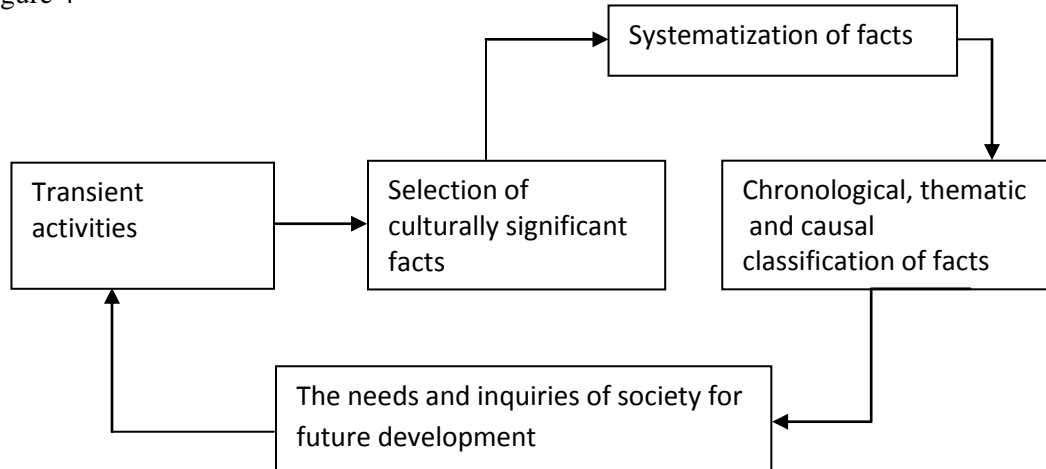 gure 4
Systematization of facts
Transient
activities
Selection of
culturally significant
facts
Chronological, thematic
and causal
classification of facts
The needs and inquiries of society for
future development